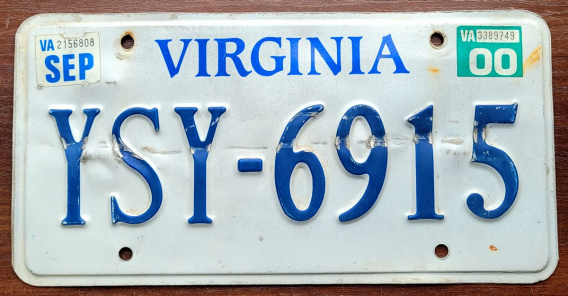 VA 2156808
SEP
VIRGINIA
VA 3389749
00
YSY-6915